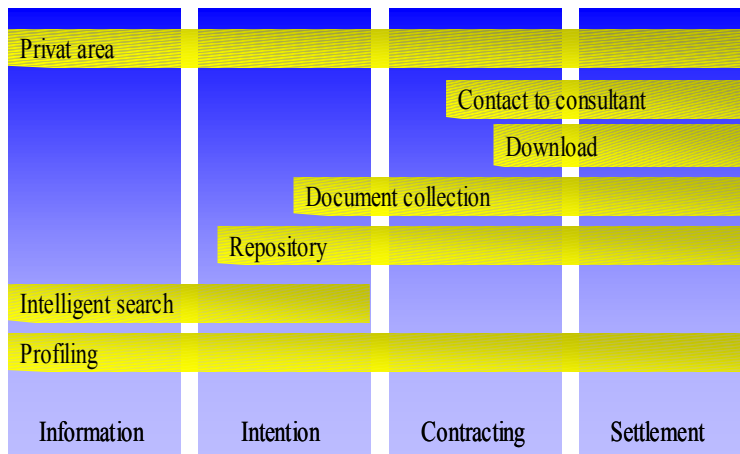 Privat area
Contact to consultant
Download
Document collection
Repository
Intelligent search
Profiling
Information Intention Contracting Settlement